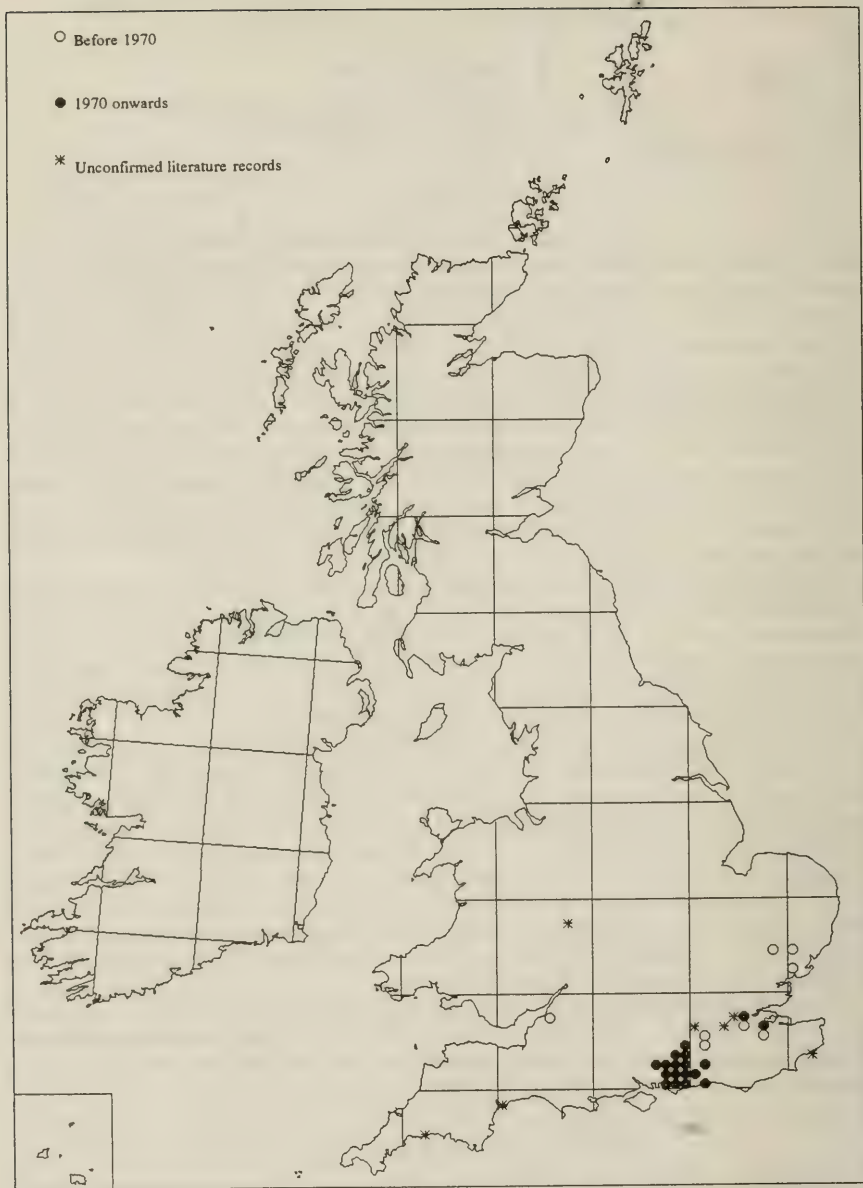 ○ Before 1970
● 1970 onwards
* Unconfirmed literature records